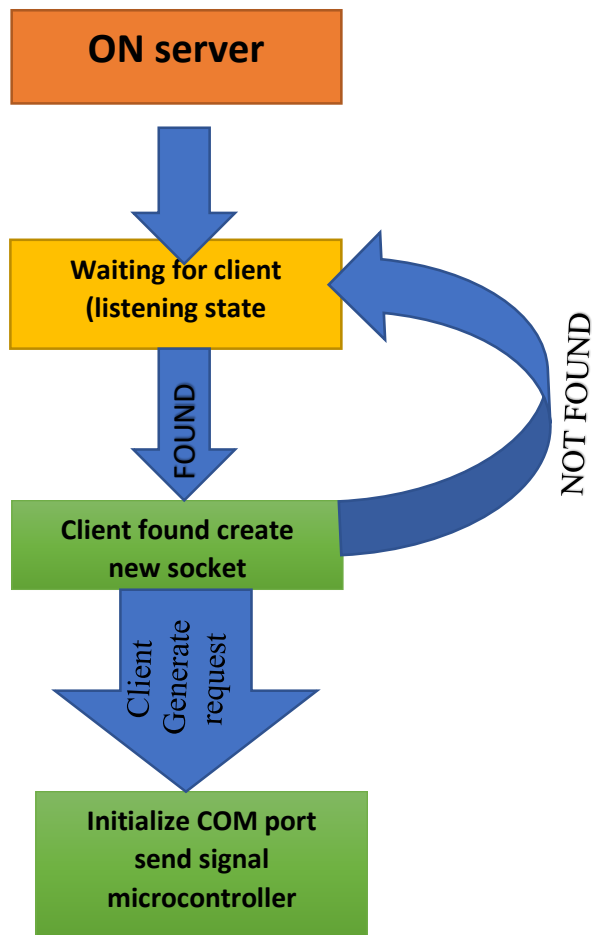 ON server
Waiting for client
(listening state
FOUND
NOT FOUND
Client found create
new socket
Client
Generate
request
Initialize COM port
send signal
microcontroller